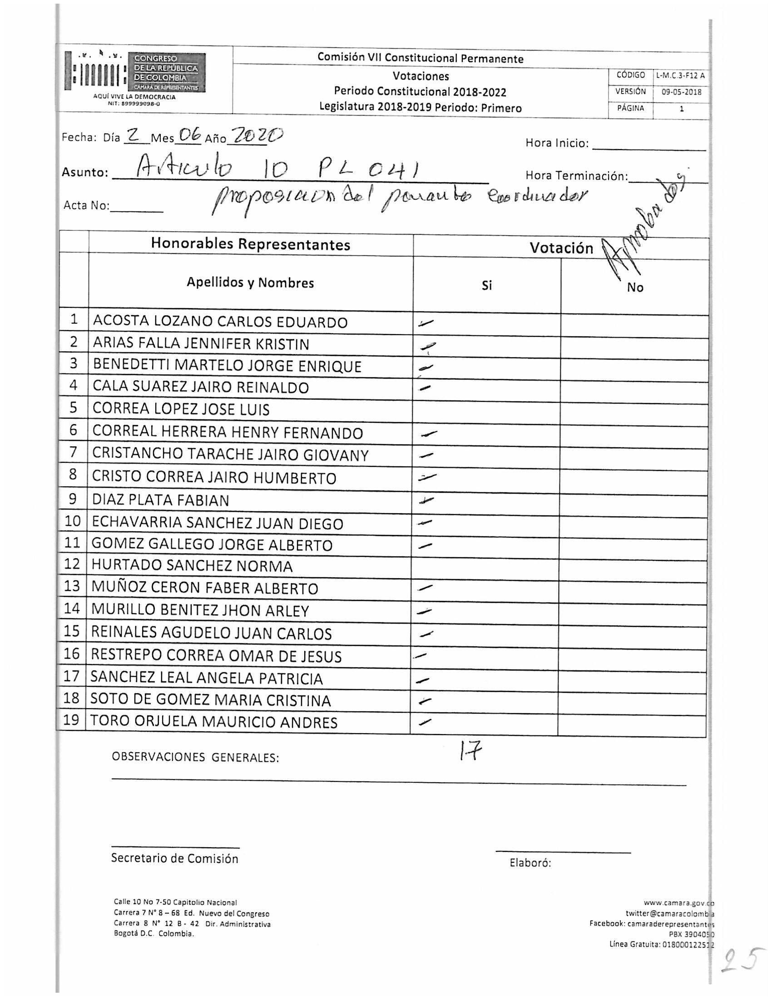 CONGRESO
DE LA REPÚBLICA
DE COLOMBIA
CÁMARA DE REPRESENTANTES
AQUÍ VIVE LA DEMOCRACIA
NIT: 899999098-0
Comisión VII Constitucional Permanente
Votaciones
Periodo Constitucional 2018-2022
Legislatura 2018-2019 Periodo: Primero
CÓDIGO L-M.C.3-F12 A
VERSIÓN 09-05-2018
PÁGINA 1
Fecha: Día 2 Mes 06 Año 2020
Hora Inicio:
Asunto: Artículo 10 PL 041
Hora Terminación:
proposición del ponente coordinador
Acta No:
Aprobados
Honorables Representantes Votación
Apellidos y Nombres Si No
1 ACOSTA LOZANO CARLOS EDUARDO
2 ARIAS FALLA JENNIFER KRISTIN
3 BENEDETTI MARTELO JORGE ENRIQUE
4 CALA SUAREZ JAIRO REINALDO
5 CORREA LOPEZ JOSE LUIS
6 CORREAL HERRERA HENRY FERNANDO
7 CRISTANCHO TARACHE JAIRO GIOVANY
8 CRISTO CORREA JAIRO HUMBERTO
9 DIAZ PLATA FABIAN
10 ECHAVARRIA SANCHEZ JUAN DIEGO
11 GOMEZ GALLEGO JORGE ALBERTO
12 HURTADO SANCHEZ NORMA
13 MUÑOZ CERON FABER ALBERTO
14 MURILLO BENITEZ JHON ARLEY
15 REINALES AGUDELO JUAN CARLOS
16 RESTREPO CORREA OMAR DE JESUS
17 SANCHEZ LEAL ANGELA PATRICIA
18 SOTO DE GOMEZ MARIA CRISTINA
19 TORO ORJUELA MAURICIO ANDRES
17
OBSERVACIONES GENERALES:
Secretario de Comisión
Elaboró:
Calle 10 No 7-50 Capitolio Nacional
Carrera 7 N° 8 – 68 Ed. Nuevo del Congreso
Carrera 8 N° 12 B - 42 Dir. Administrativa
Bogotá D.C. Colombia.
www.camara.gov.co
twitter@camaracolombia
Facebook: camaraderepresentantes
PBX 3904050
Línea Gratuita: 018000122512
25